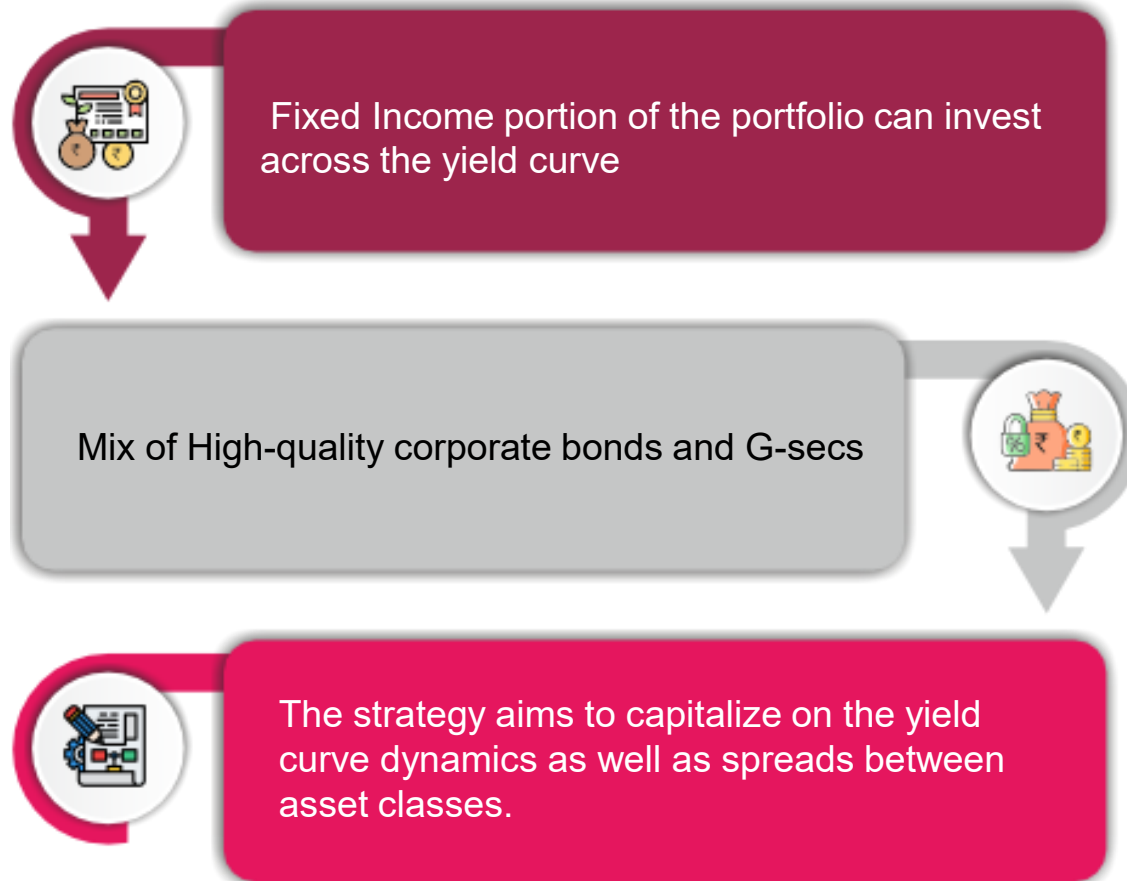 Fixed Income portion of the portfolio can invest
across the yield curve
Mix of High-quality corporate bonds and G-secs
%
₹
₹
The strategy aims to capitalize on the yield
curve dynamics as well as spreads between
asset classes.